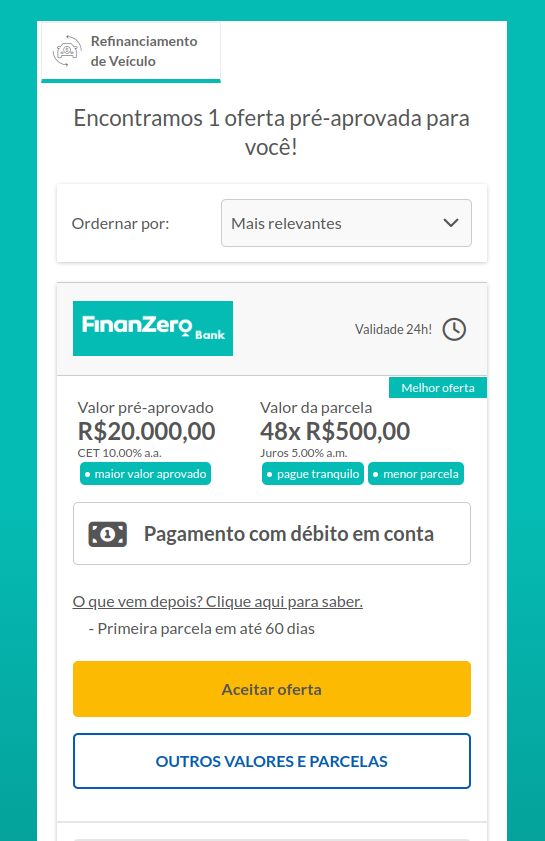 Refinanciamento
de Veículo
Encontramos 1 oferta pré-aprovada para
você!
Ordernar por:
Mais relevantes
FinanZero
Bank
Validade 24h!
Melhor oferta
Valor pré-aprovado
Valor da parcela
R$20.000,00
48x R$500,00
CET 10.00% a.a.
Juros 5.00% a.m.
maior valor aprovado
pague tranquilo
menor parcela
1
Pagamento com débito em conta
O que vem depois? Clique aqui para saber.
- Primeira parcela em até 60 dias
Aceitar oferta
OUTROS VALORES E PARCELAS